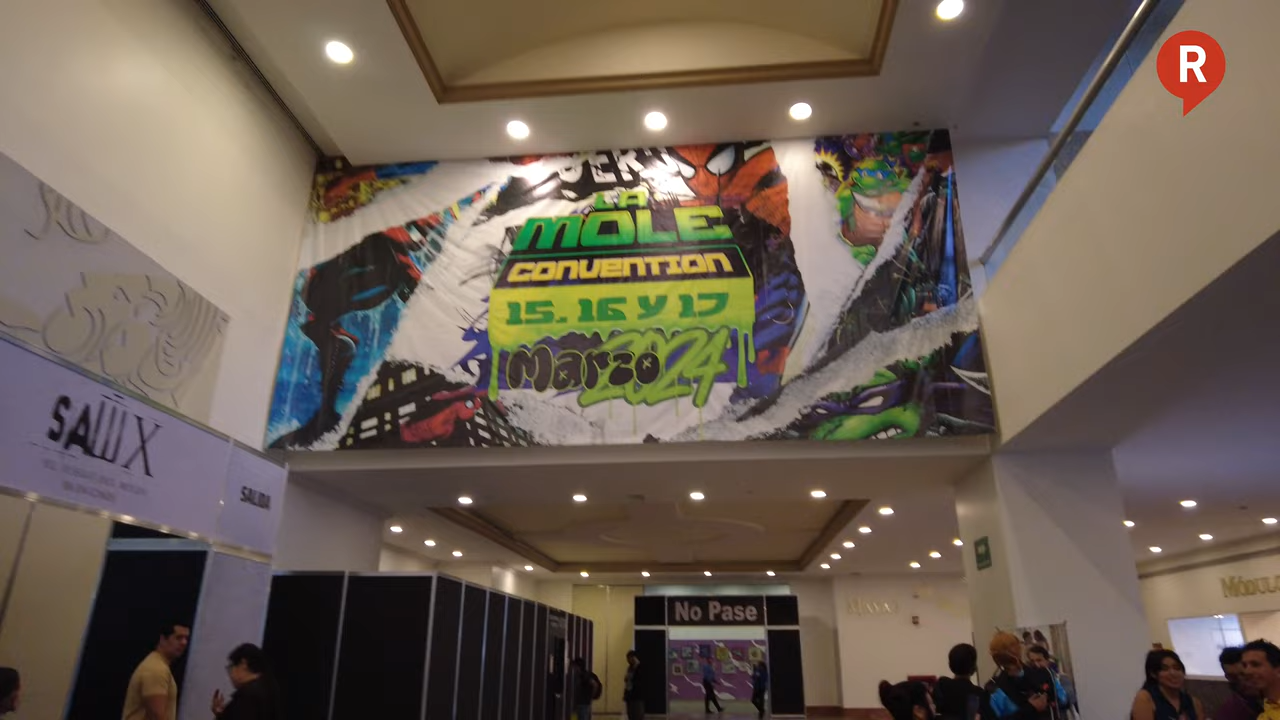 R
LA
MOLE
CONVENTION
15, 16 Y 17
Marzo 2024
SAW X
SALIDA
No Pase